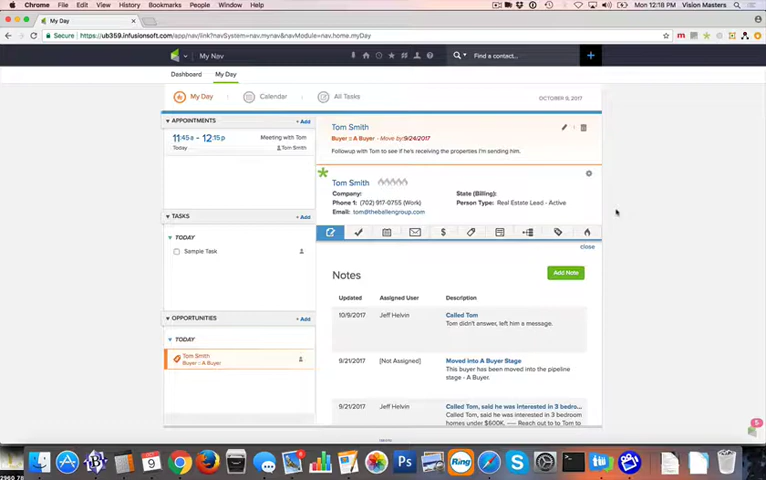 Chrome File Edit View History Bookmarks People Window Help
Mon 12:18 PM Vision Masters
My Day
Secure https://ub359.infusionsoft.com/app/nav/link?navSystem=nav.mynav&navModule=nav.home.myDay
My Nav
Find a contact...
Dashboard My Day
My Day Calendar All Tasks
OCTOBER 9, 2017
APPOINTMENTS + Add
11:45a - 12:15p Meeting with Tom
Today Tom Smith
TASKS + Add
TODAY
Sample Task
OPPORTUNITIES + Add
TODAY
Tom Smith
Buyer :: A Buyer
Tom Smith
Buyer :: A Buyer - Move by:9/24/2017
Followup with Tom to see if he's receiving the properties I'm sending him.
Tom Smith
Company: State (Billing):
Phone 1: (702) 917-0755 (Work) Person Type: Real Estate Lead - Active
Email: tom@theballengroup.com
close
Notes Add Note
Updated Assigned User Description
10/9/2017 Jeff Helvin Called Tom
Tom didn't answer, left him a message.
9/21/2017 [Not Assigned] Moved into A Buyer Stage
This buyer has been moved into the pipeline
stage - A Buyer.
9/21/2017 Jeff Helvin Called Tom, said he was interested in 3 bedro...
homes under $600K. ---- Reach out to to Tom to
5
9
Ring